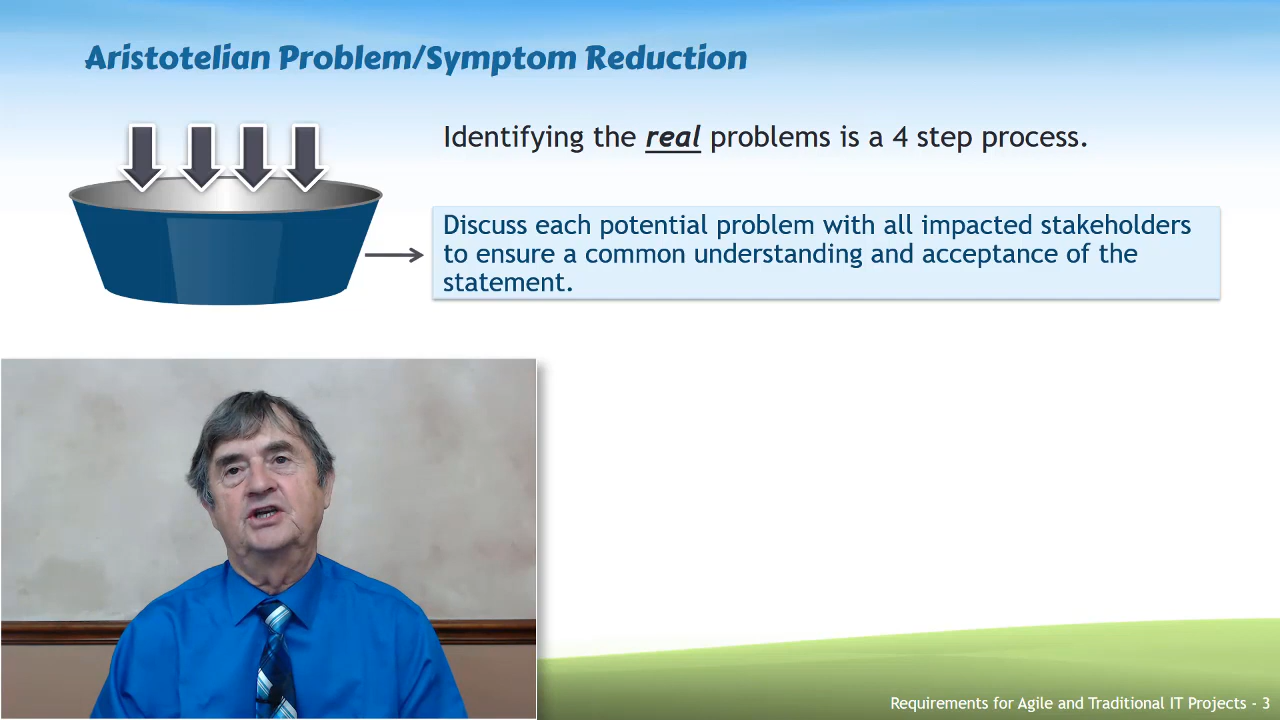 Aristotelian Problem/Symptom Reduction
Identifying the real problems is a 4 step process.
Discuss each potential problem with all impacted stakeholders
to ensure a common understanding and acceptance of the
statement.
Requirements for Agile and Traditional IT Projects - 3